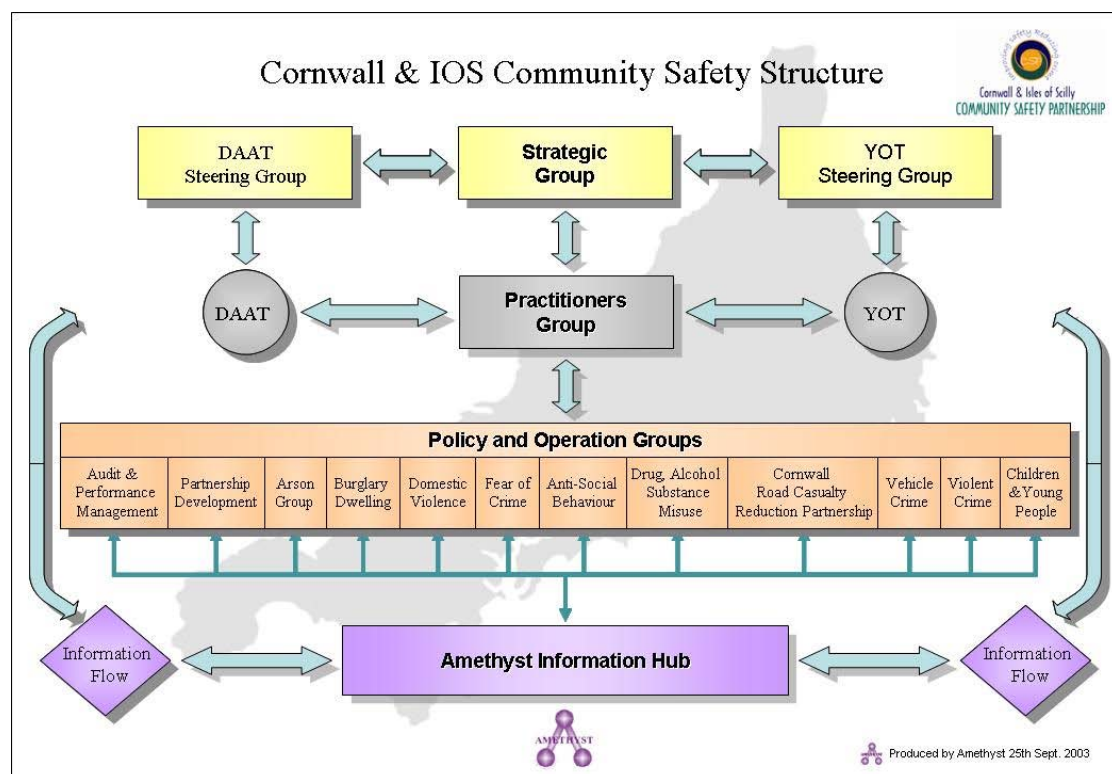 Cornwall & IOS Community Safety Structure
Cornwall & Isles of Scilly
COMMUNITY SAFETY PARTNERSHIP
DAAT
Steering Group
Strategic
Group
YOT
Steering Group
DAAT
Practitioners
Group
YOT
Policy and Operation Groups
Audit &
Performance
Management
Partnership
Development
Arson
Group
Burglary
Dwelling
Domestic
Violence
Fear of
Crime
Anti-Social
Behaviour
Drug, Alcohol
Substance
Misuse
Cornwall
Road Casualty
Reduction Partnership
Vehicle
Crime
Violent
Crime
Children
&Young
People
Information
Flow
Amethyst Information Hub
Information
Flow
AMETHYST
Produced by Amethyst 25th Sept. 2003